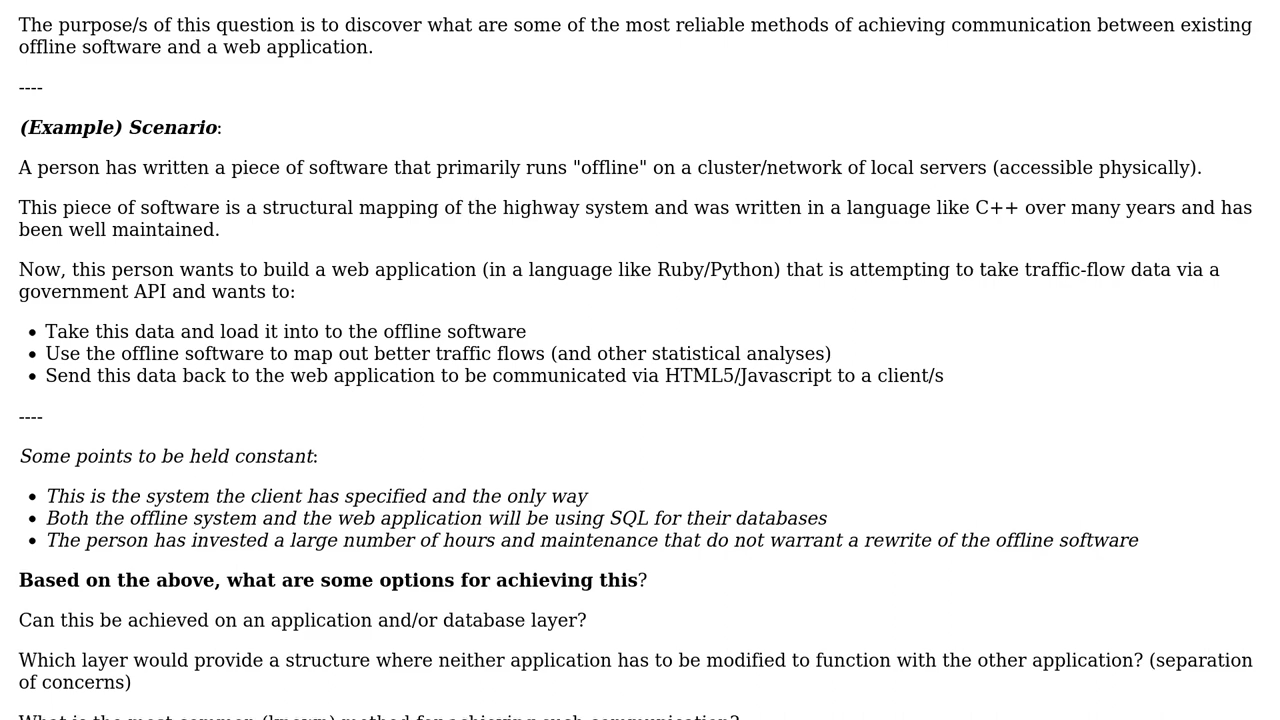 The purpose/s of this question is to discover what are some of the most reliable methods of achieving communication between existing
offline software and a web application.
----
(Example) Scenario:
A person has written a piece of software that primarily runs "offline" on a cluster/network of local servers (accessible physically).
This piece of software is a structural mapping of the highway system and was written in a language like C++ over many years and has
been well maintained.
Now, this person wants to build a web application (in a language like Ruby/Python) that is attempting to take traffic-flow data via a
government API and wants to:
• Take this data and load it into to the offline software
• Use the offline software to map out better traffic flows (and other statistical analyses)
• Send this data back to the web application to be communicated via HTML5/Javascript to a client/s
----
Some points to be held constant:
• This is the system the client has specified and the only way
• Both the offline system and the web application will be using SQL for their databases
• The person has invested a large number of hours and maintenance that do not warrant a rewrite of the offline software
Based on the above, what are some options for achieving this?
Can this be achieved on an application and/or database layer?
Which layer would provide a structure where neither application has to be modified to function with the other application? (separation
of concerns)
What is the most common (known) method for achieving such communication?